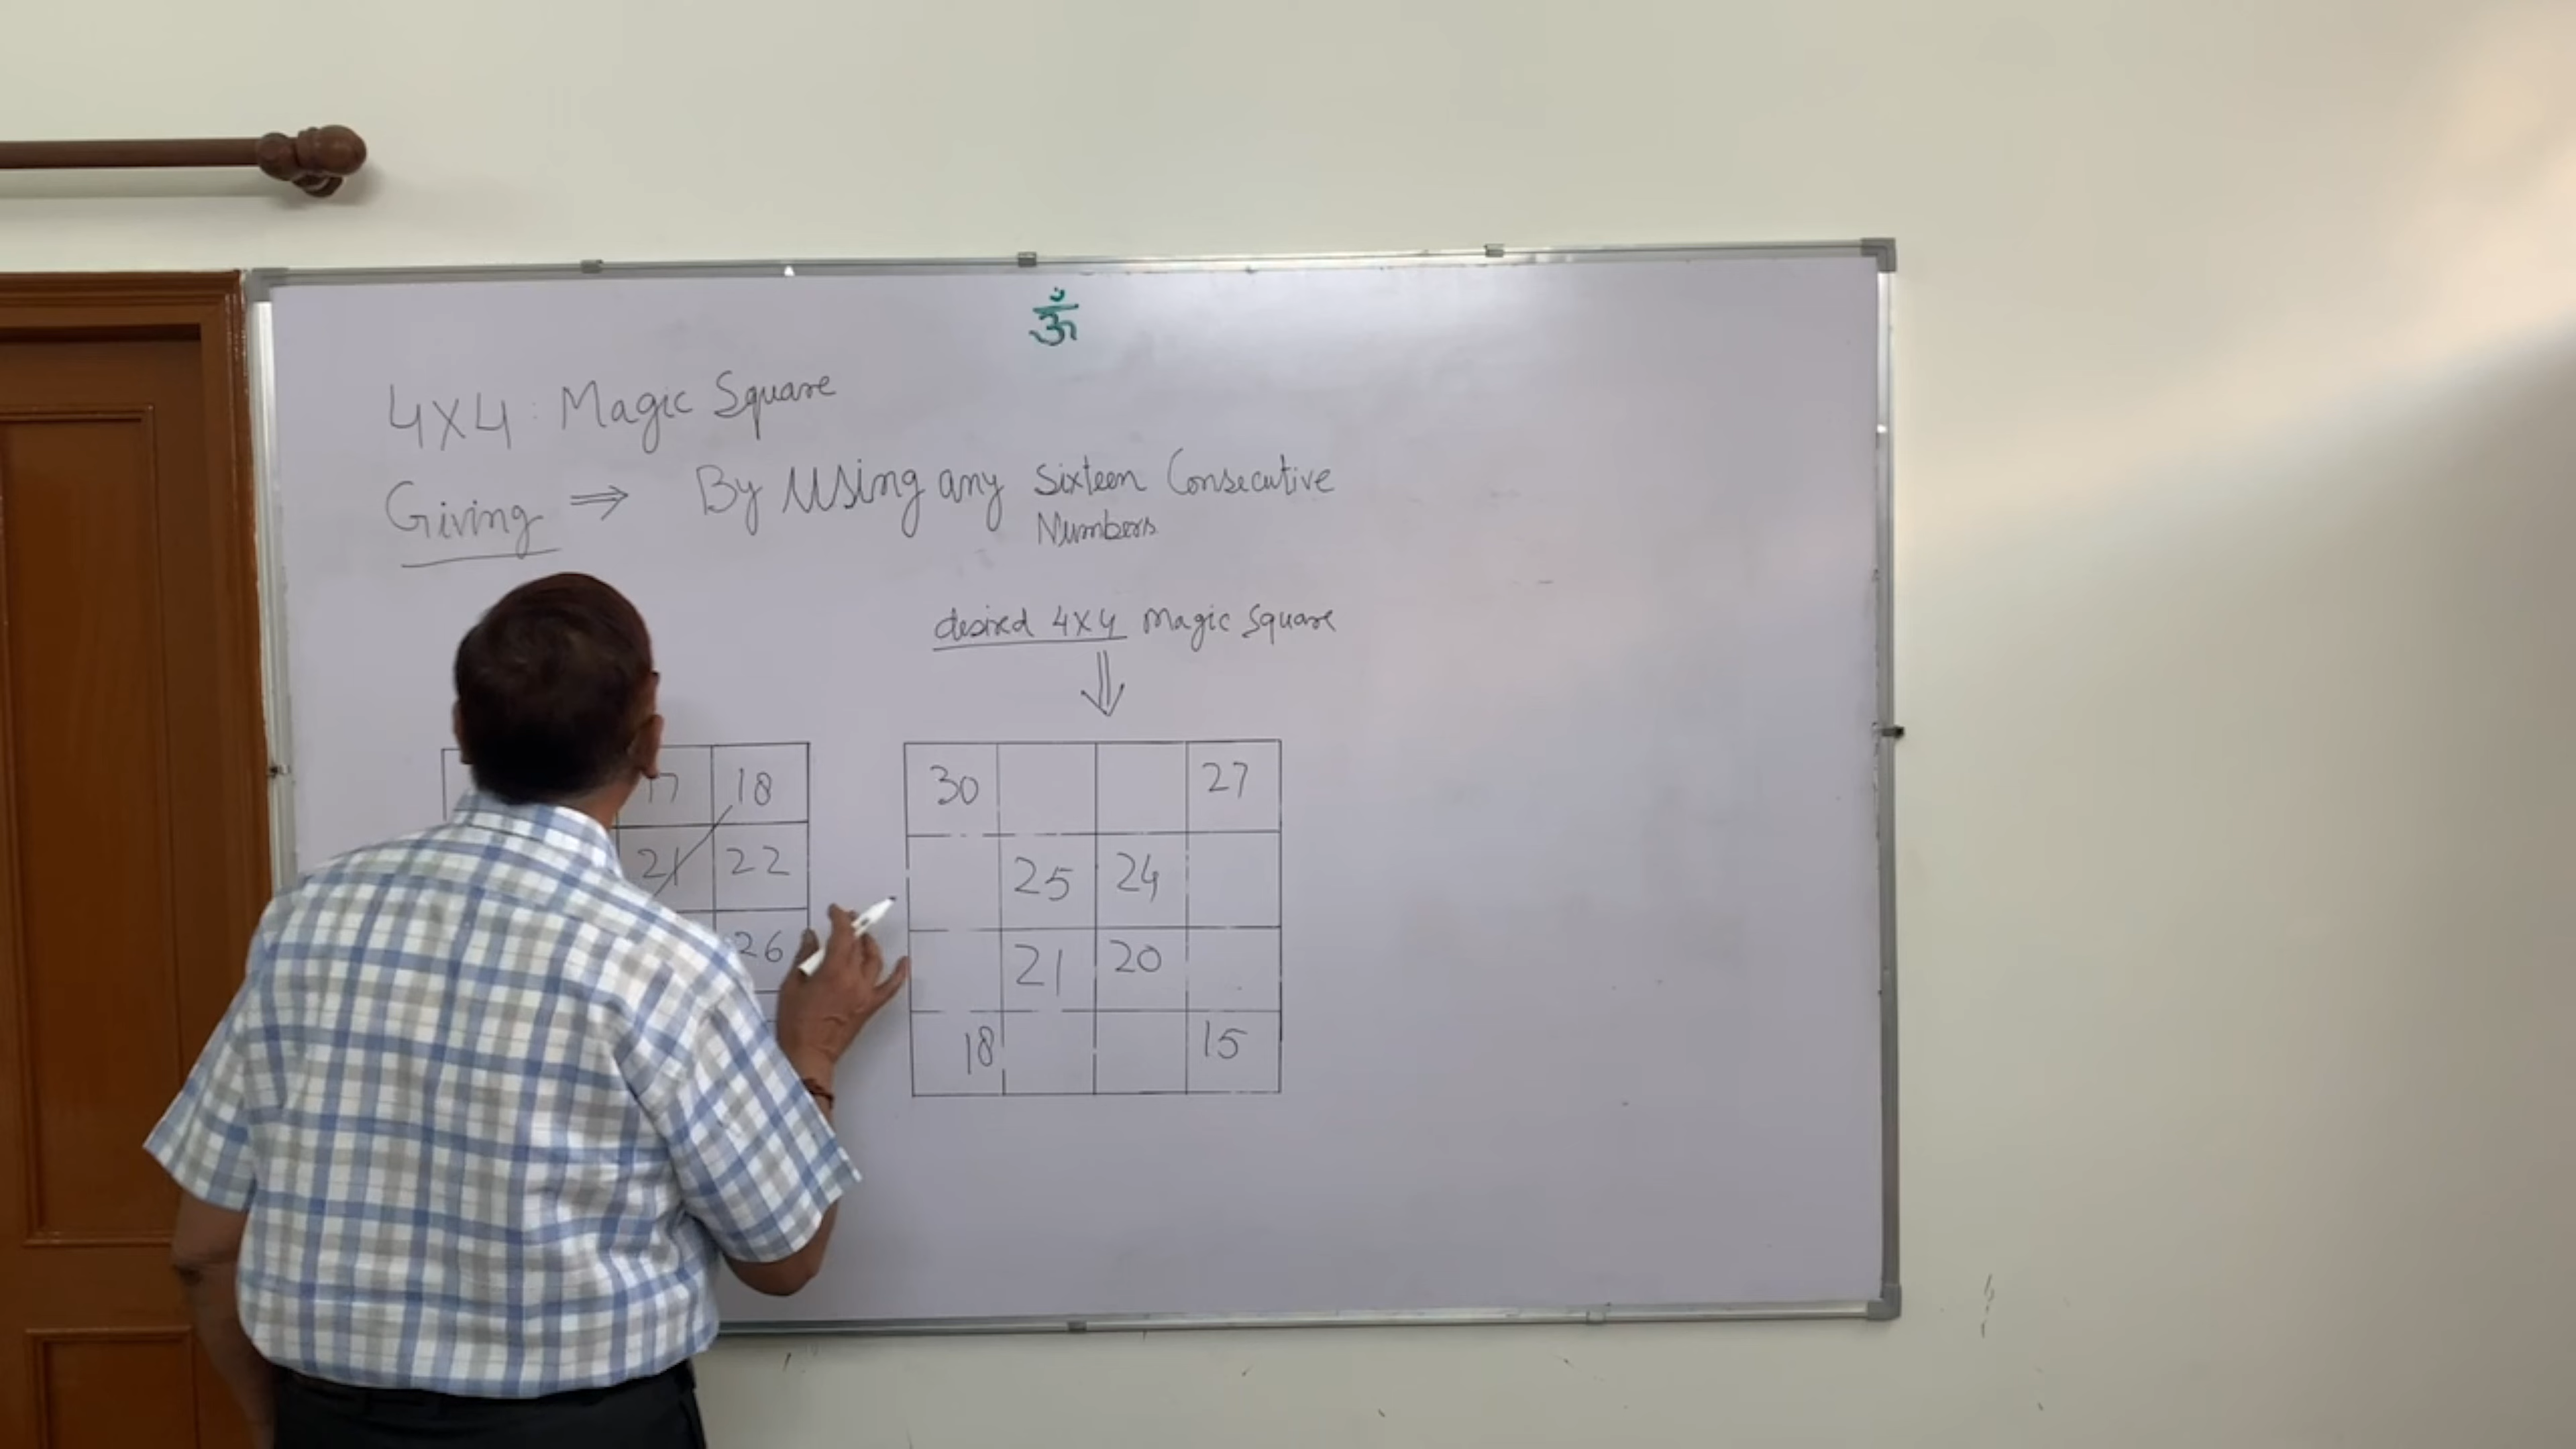 ॐ
4X4: Magic Square
Giving ⇒ By Using any Sixteen Consecutive
Numbers
desired 4X4 Magic Square
⇓
18
21 22
26
30 27
25 24
21 20
18 15